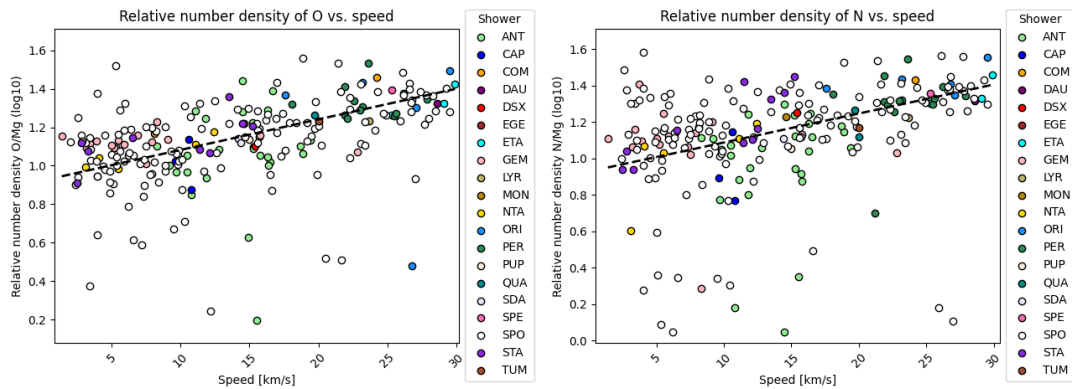 Relative number density of O vs. speed
Relative number density O/Mg (log10)
1.6
1.4
1.2
1.0
0.8
0.6
0.4
0.2
5
10
15
20
25
30
Speed [km/s]
Shower
ANT
CAP
COM
DAU
DSX
EGE
ETA
GEM
LYR
MON
NTA
ORI
PER
PUP
QUA
SDA
SPE
SPO
STA
TUM
Relative number density of N vs. speed
Relative number density N/Mg (log10)
1.6
1.4
1.2
1.0
0.8
0.6
0.4
0.2
0.0
5
10
15
20
25
30
Speed [km/s]
Shower
ANT
CAP
COM
DAU
DSX
EGE
ETA
GEM
LYR
MON
NTA
ORI
PER
PUP
QUA
SDA
SPE
SPO
STA
TUM